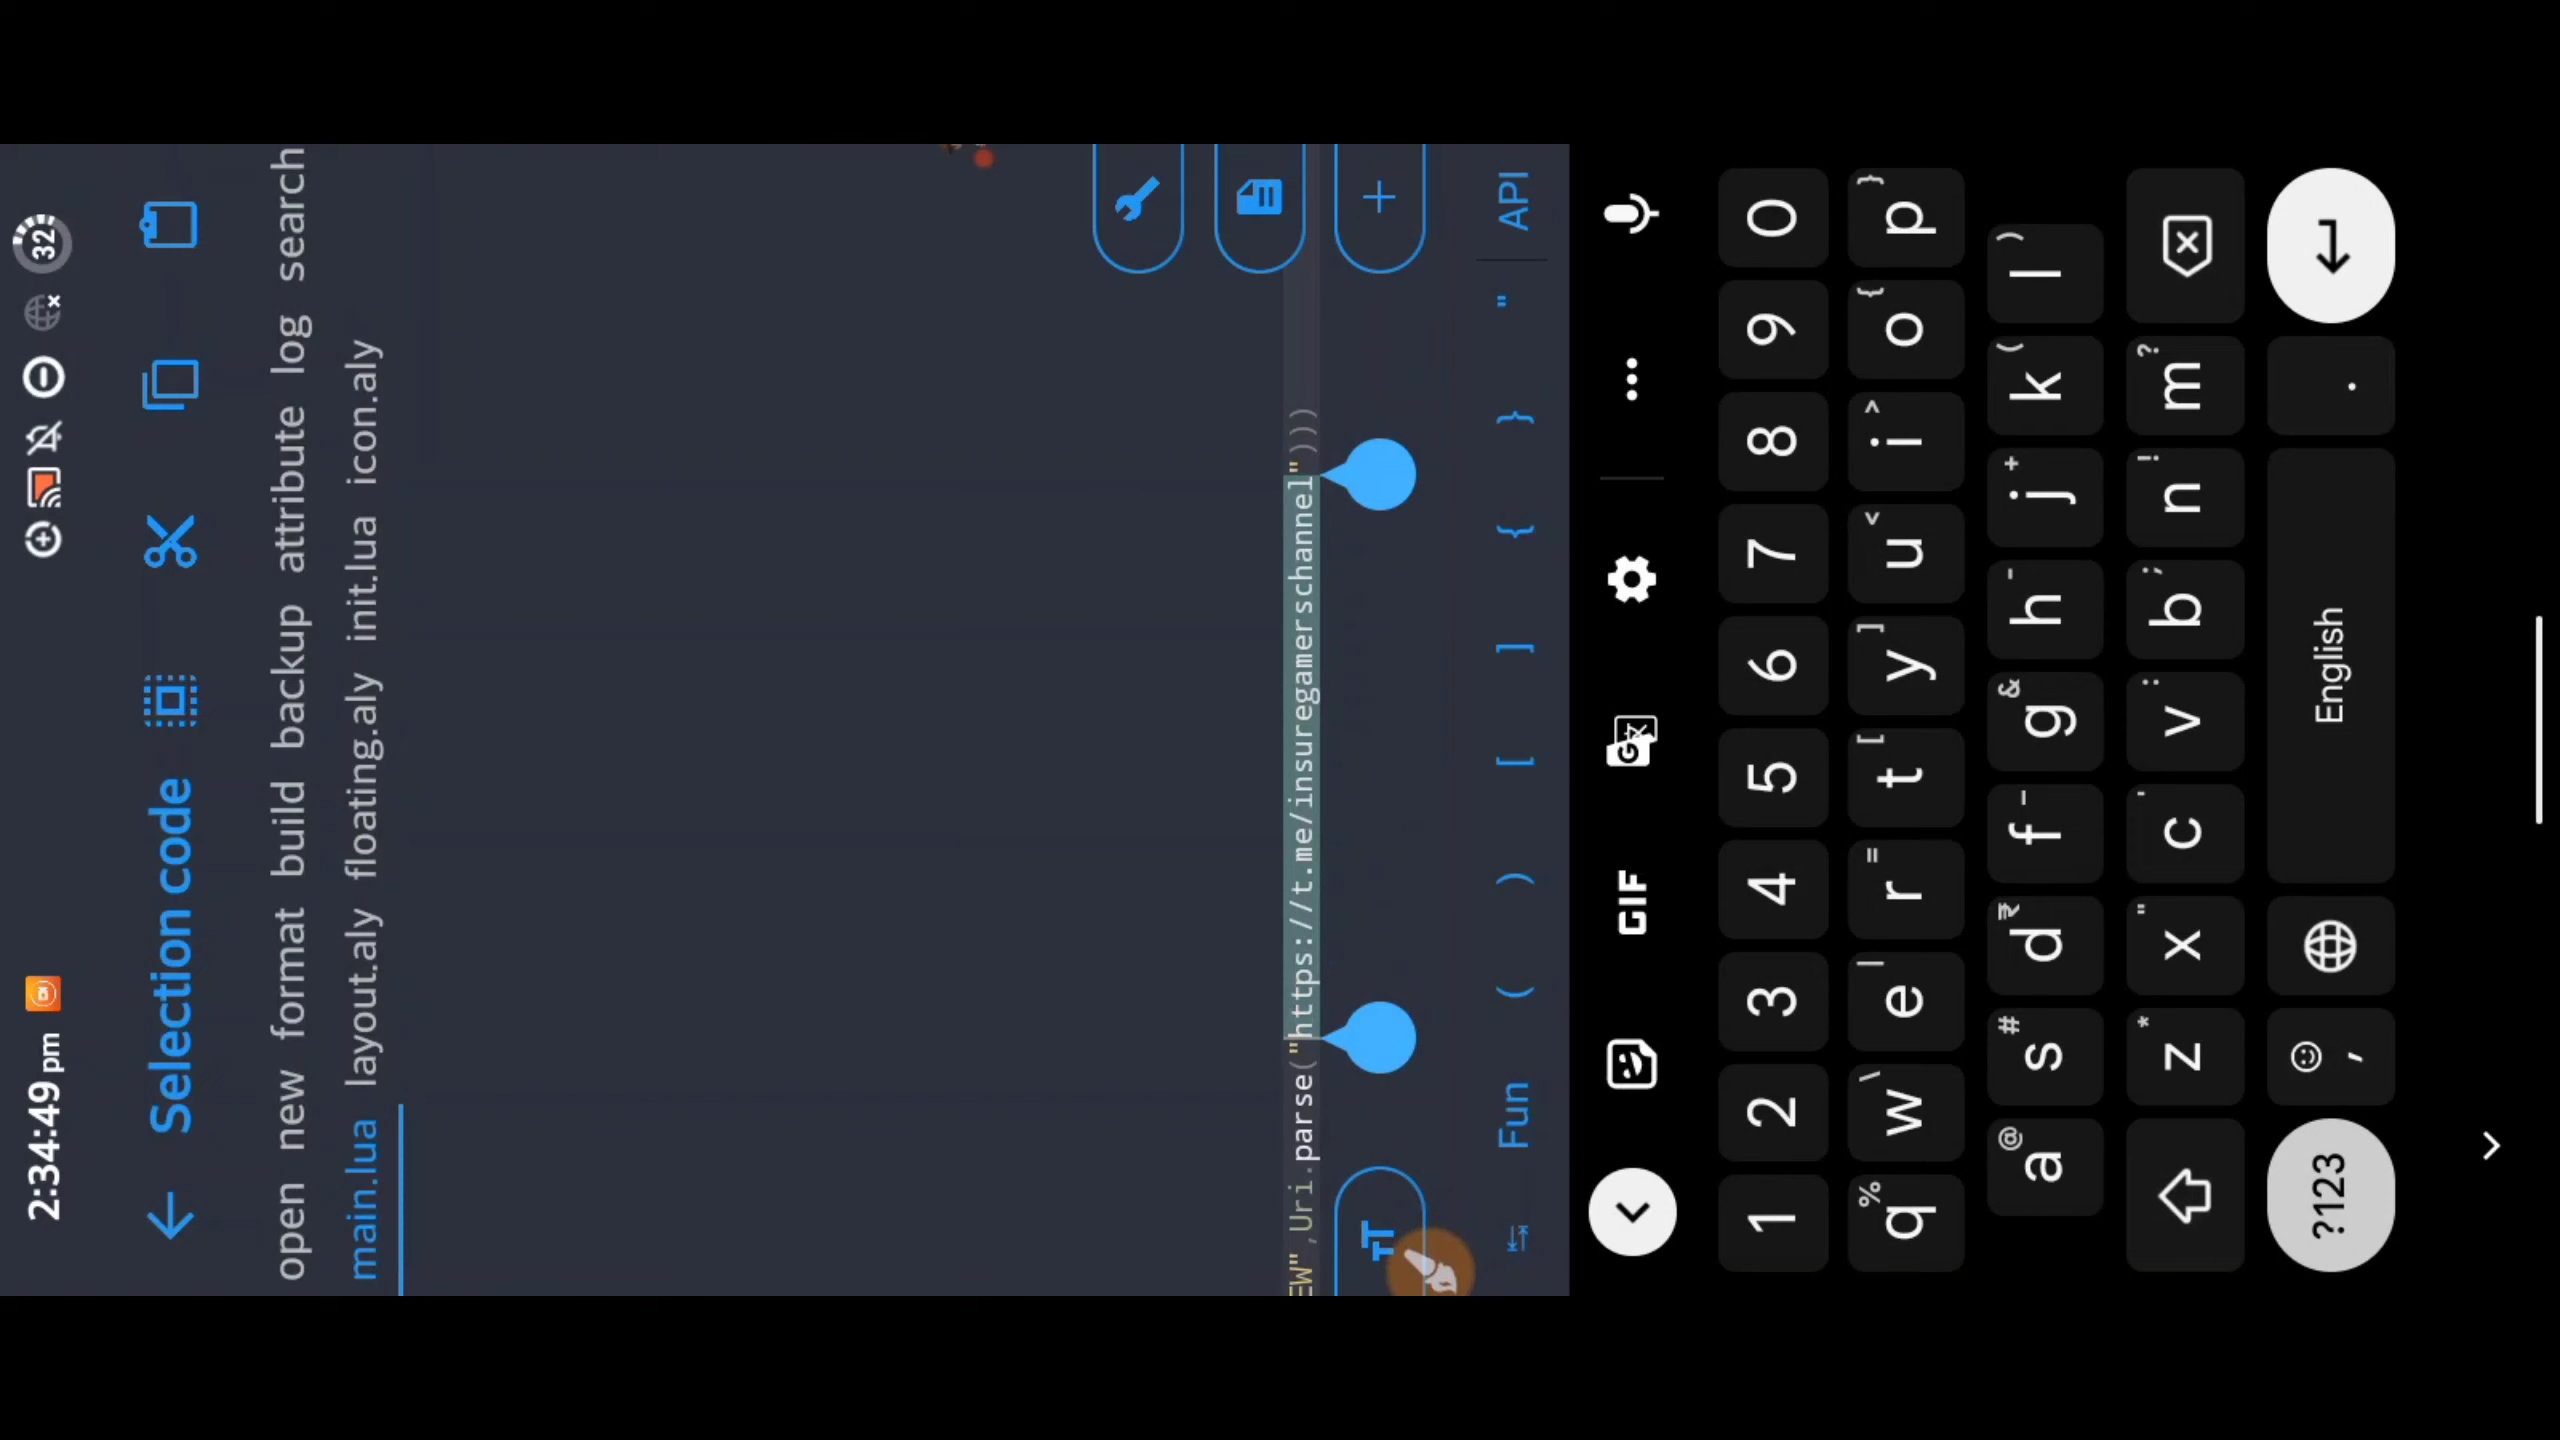 2:34:49 pm
32
Selection code
open new format build backup attribute log search
main.lua layout.aly floating.aly init.lua icon.aly
EW",Uri.parse("https://t.me/insuregamerschannel")))
TT
Fun ( ) [ ] { } " API
GIF
1 2 3 4 5 6 7 8 9 0
% \ | = [ ] < > { }
q w e r t y u i o p
@ # ₹ _ & - + ( )
a s d f g h j k l
* " ' : ; ! ?
z x c v b n m
?123 , English .